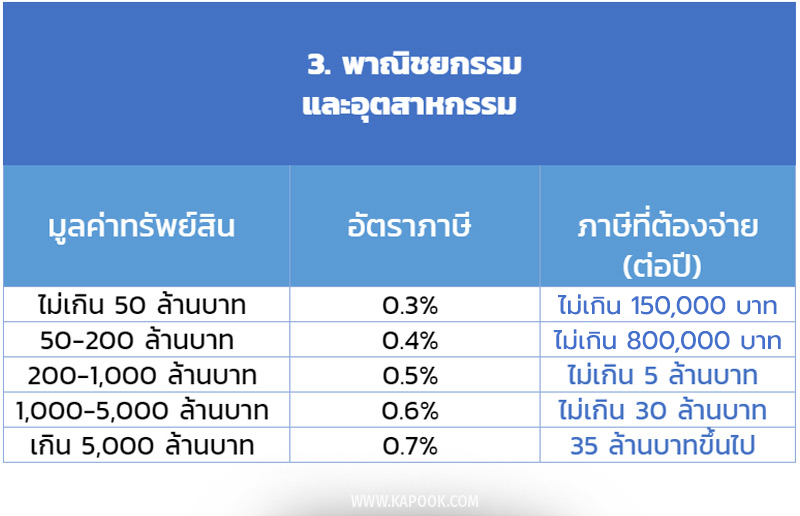 3. พาณิชยกรรม
และอุตสาหกรรม
มูลค่าทรัพย์สิน อัตราภาษี ภาษีที่ต้องจ่าย
(ต่อปี)
ไม่เกิน 50 ล้านบาท 0.3% ไม่เกิน 150,000 บาท
50-200 ล้านบาท 0.4% ไม่เกิน 800,000 บาท
200-1,000 ล้านบาท 0.5% ไม่เกิน 5 ล้านบาท
1,000-5,000 ล้านบาท 0.6% ไม่เกิน 30 ล้านบาท
เกิน 5,000 ล้านบาท 0.7% 35 ล้านบาทขึ้นไป
WWW.KAPOOK.COM